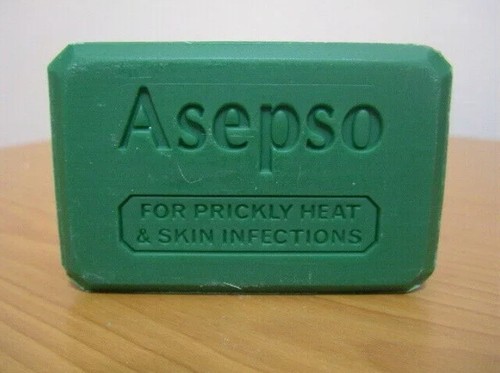 Asepso
FOR PRICKLY HEAT
& SKIN INFECTIONS